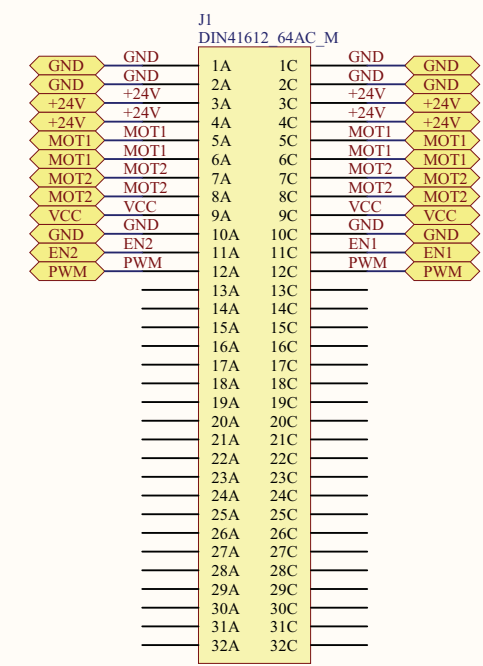 J1
DIN41612_64AC_M
GND GND 1A 1C GND GND
GND GND 2A 2C GND GND
+24V +24V 3A 3C +24V +24V
+24V +24V 4A 4C +24V +24V
MOT1 MOT1 5A 5C MOT1 MOT1
MOT1 MOT1 6A 6C MOT1 MOT1
MOT2 MOT2 7A 7C MOT2 MOT2
MOT2 MOT2 8A 8C MOT2 MOT2
VCC VCC 9A 9C VCC VCC
GND GND 10A 10C GND GND
EN2 EN2 11A 11C EN1 EN1
PWM PWM 12A 12C PWM PWM
13A 13C
14A 14C
15A 15C
16A 16C
17A 17C
18A 18C
19A 19C
20A 20C
21A 21C
22A 22C
23A 23C
24A 24C
25A 25C
26A 26C
27A 27C
28A 28C
29A 29C
30A 30C
31A 31C
32A 32C